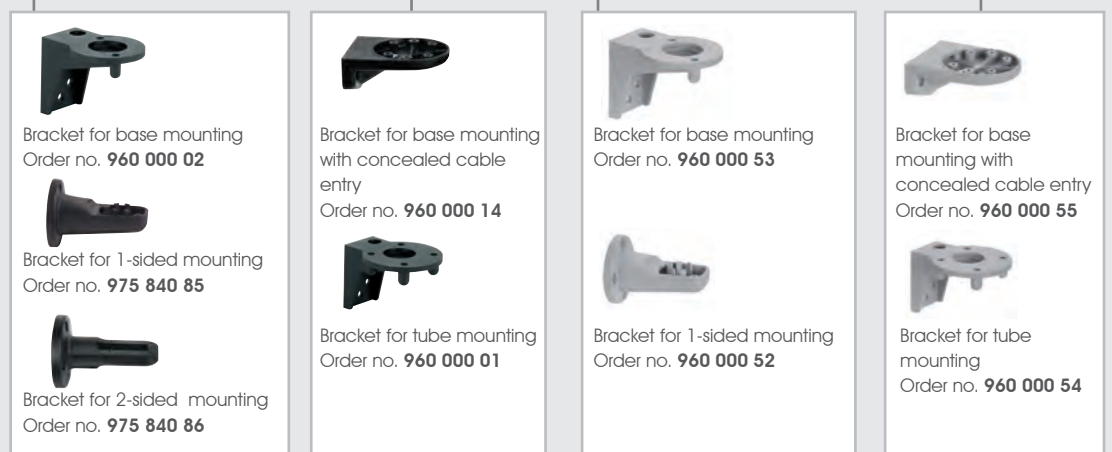 Bracket for base mounting
Order no. 960 000 02
Bracket for 1-sided mounting
Order no. 975 840 85
Bracket for 2-sided mounting
Order no. 975 840 86
Bracket for base mounting
with concealed cable
entry
Order no. 960 000 14
Bracket for tube mounting
Order no. 960 000 01
Bracket for base mounting
Order no. 960 000 53
Bracket for 1-sided mounting
Order no. 960 000 52
Bracket for base
mounting with
concealed cable entry
Order no. 960 000 55
Bracket for tube
mounting
Order no. 960 000 54